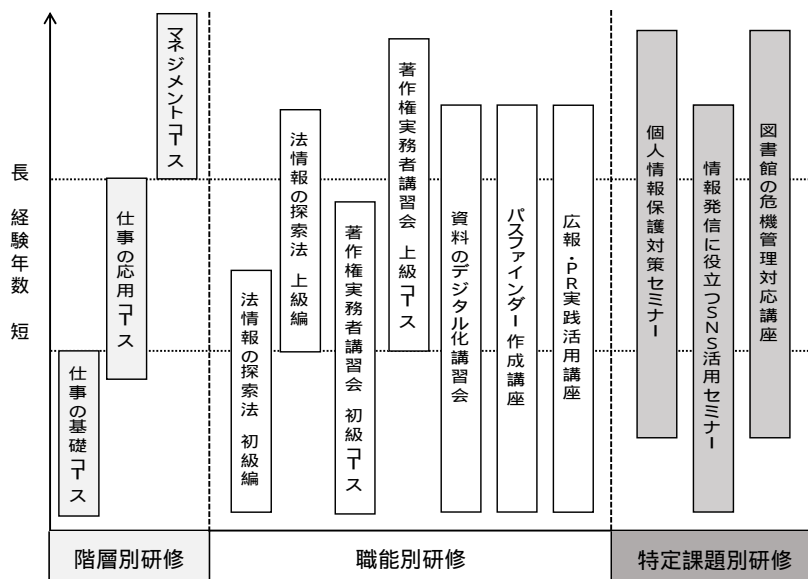 長 経験年数 短
仕事の基礎コース
仕事の応用コース
マネジメントコース
法情報の探索法 初級編
法情報の探索法 上級編
著作権実務者講習会 初級コース
著作権実務者講習会 上級コース
資料のデジタル化講習会
パスファインダー作成講座
広報・PR実践活用講座
個人情報保護対策セミナー
情報発信に役立つSNS活用セミナー
図書館の危機管理対応講座
階層別研修
職能別研修
特定課題別研修